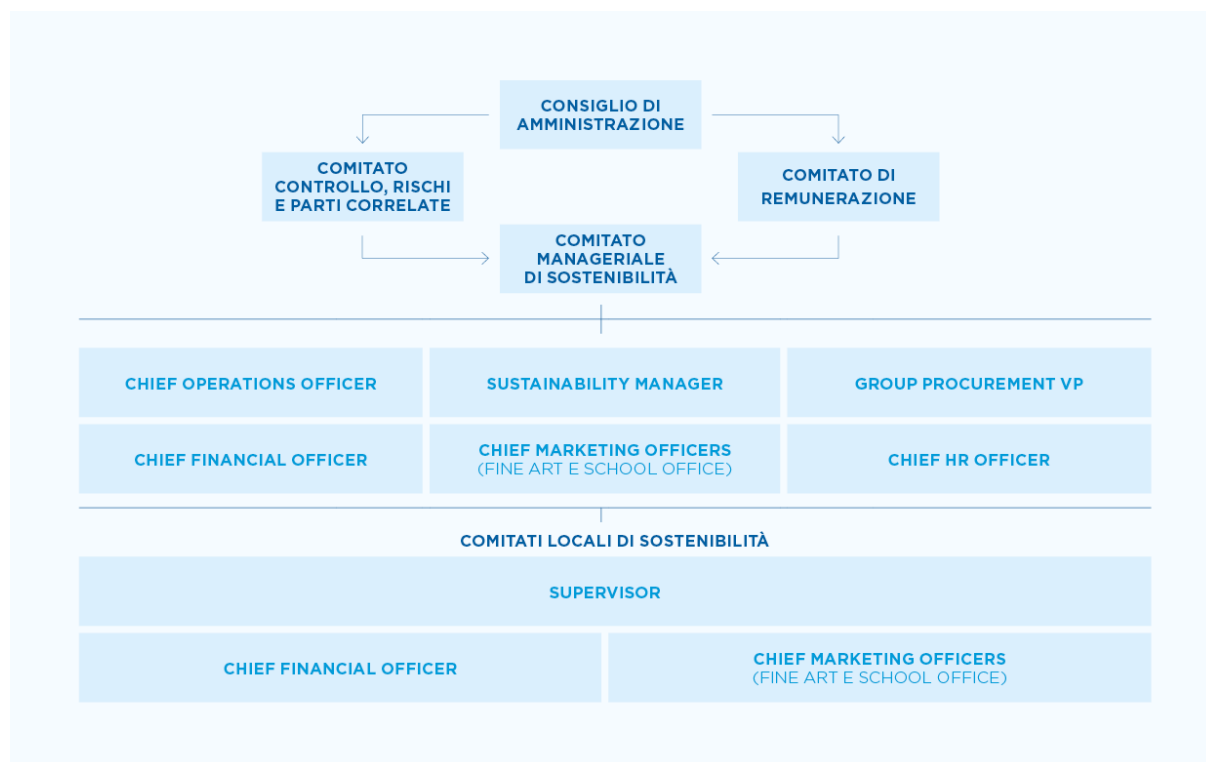 CONSIGLIO DI
AMMINISTRAZIONE
COMITATO
CONTROLLO, RISCHI
E PARTI CORRELATE
COMITATO DI
REMUNERAZIONE
COMITATO
MANAGERIALE
DI SOSTENIBILITÀ
CHIEF OPERATIONS OFFICER
SUSTAINABILITY MANAGER
GROUP PROCUREMENT VP
CHIEF FINANCIAL OFFICER
CHIEF MARKETING OFFICERS
(FINE ART E SCHOOL OFFICE)
CHIEF HR OFFICER
COMITATI LOCALI DI SOSTENIBILITÀ
SUPERVISOR
CHIEF FINANCIAL OFFICER
CHIEF MARKETING OFFICERS
(FINE ART E SCHOOL OFFICE)